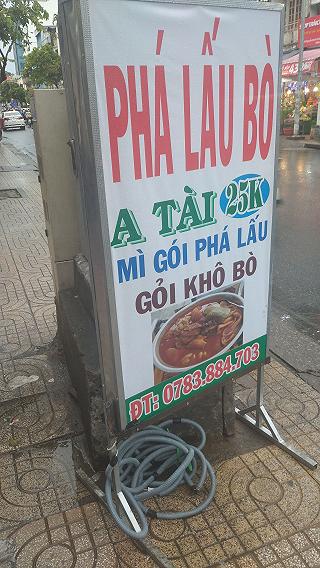 PHÁ LẤU BÒ
A TÀI 25K
MÌ GÓI PHÁ LẤU
GỎI KHÔ BÒ
ĐT: 0783.884.703